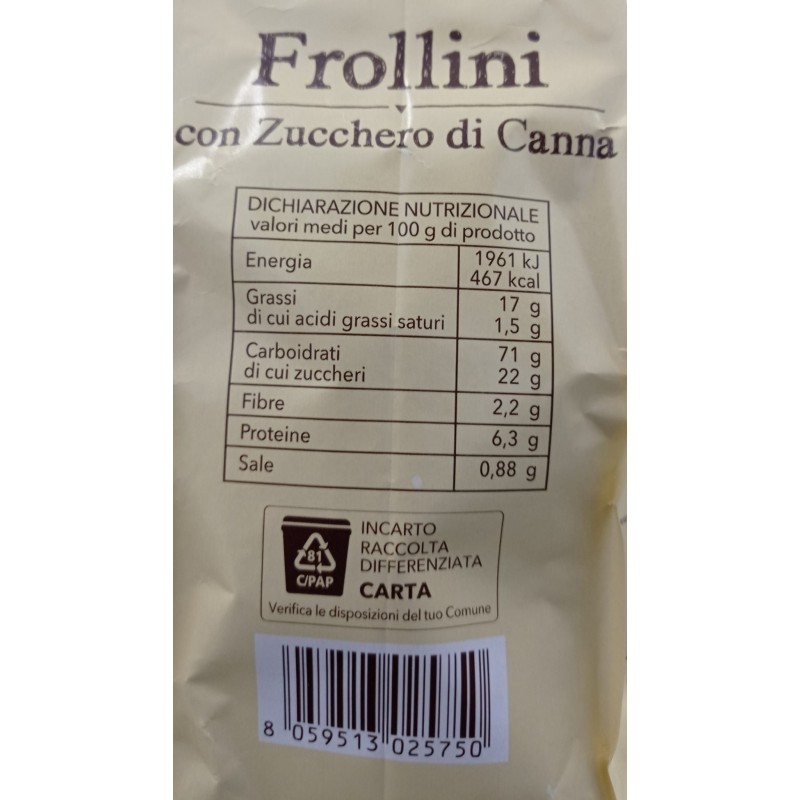 Frollini
con Zucchero di Canna
DICHIARAZIONE NUTRIZIONALE
valori medi per 100 g di prodotto
Energia 1961 kJ
467 kcal
Grassi 17 g
di cui acidi grassi saturi 1,5 g
Carboidrati 71 g
di cui zuccheri 22 g
Fibre 2,2 g
Proteine 6,3 g
Sale 0,88 g
81
C/PAP
INCARTO
RACCOLTA
DIFFERENZIATA
CARTA
Verifica le disposizioni del tuo Comune
8 059513 025750